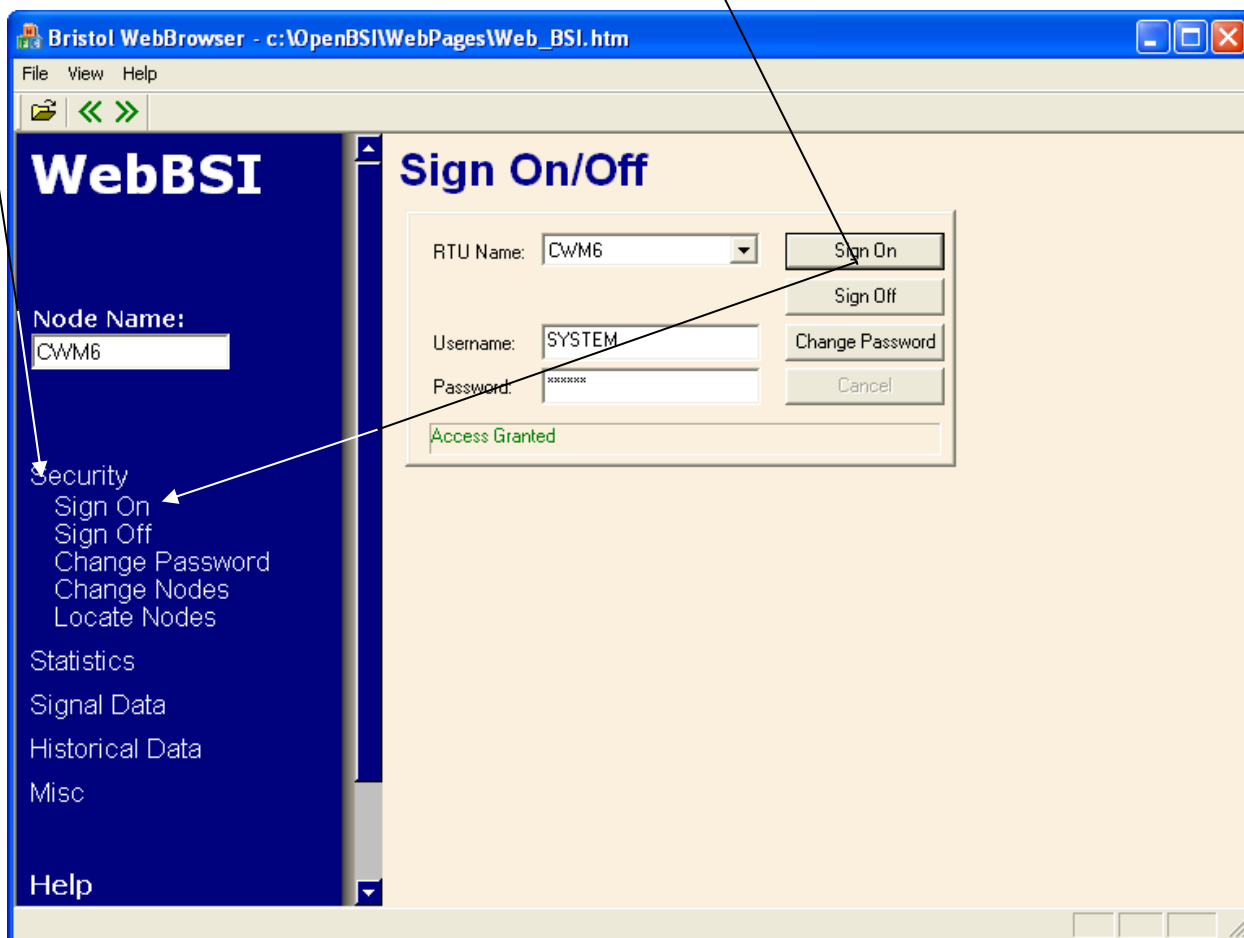 Bristol WebBrowser - c:\OpenBSI\WebPages\Web_BSI.htm
File View Help
WebBSI
Node Name:
CWM6
Security
Sign On
Sign Off
Change Password
Change Nodes
Locate Nodes
Statistics
Signal Data
Historical Data
Misc
Help
Sign On/Off
RTU Name: CWM6 Sign On
Sign Off
Username: SYSTEM Change Password
Password: ****** Cancel
Access Granted